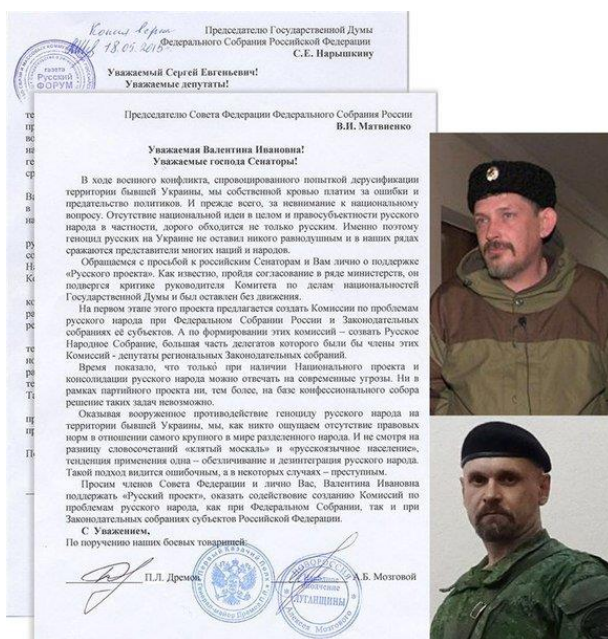 Копия верна
18.05.2015
Председателю Государственной Думы
Федерального Собрания Российской Федерации
С.Е. Нарышкину
газета
Русский
ФОРУМ
Уважаемый Сергей Евгеньевич!
Уважаемые депутаты!
Председателю Совета Федерации Федерального Собрания России
В.И. Матвиенко
Уважаемая Валентина Ивановна!
Уважаемые господа Сенаторы!
В ходе военного конфликта, спровоцированного попыткой дерусификации
территории бывшей Украины, мы собственной кровью платим за ошибки и
предательство политиков. И прежде всего, за невнимание к национальному
вопросу. Отсутствие национальной идеи в целом и правосубъектности русского
народа в частности, дорого обходится не только русским. Именно поэтому
геноцид русских на Украине не оставил никого равнодушным и в наших рядах
сражаются представители многих наций и народов.
Обращаемся с просьбой к российским Сенаторам и Вам лично о поддержке
«Русского проекта». Как известно, пройдя согласование в ряде министерств, он
подвергся критике руководителя Комитета по делам национальностей
Государственной Думы и был оставлен без движения.
На первом этапе этого проекта предлагается создать Комиссии по проблемам
русского народа при Федеральном Собрании России и Законодательных
собраниях её субъектов. А по формировании этих комиссий – созвать Русское
Народное Собрание, большая часть делегатов которого были бы члены этих
Комиссий - депутаты региональных Законодательных собраний.
Время показало, что только при наличии Национального проекта и
консолидации русского народа можно отвечать на современные угрозы. Ни в
рамках партийного проекта ни, тем более, на базе конфессионального собора
решение таких задач невозможно.
Оказывая вооруженное противодействие геноциду русского народа на
территории бывшей Украины, мы, как никто ощущаем отсутствие правовых
норм в отношении самого крупного в мире разделенного народа. И не смотря на
разницу словосочетаний «клятый москаль» и «русскоязычное население»,
тенденция применения одна – обезличивание и дезинтеграция русского народа.
Такой подход видится ошибочным, а в некоторых случаях – преступным.
Просим членов Совета Федерации и лично Вас, Валентина Ивановна
поддержать «Русский проект», оказать содействие созданию Комиссий по
проблемам русского народа, как при Федеральном Собрании, так и при
Законодательных собраниях субъектов Российской Федерации.
С Уважением,
По поручению наших боевых товарищей:
П.Л. Дремов
А.Б. Мозговой
НОВОРОССИЯ
ЛУГАНЩИНЫ
Алексея Мозгового